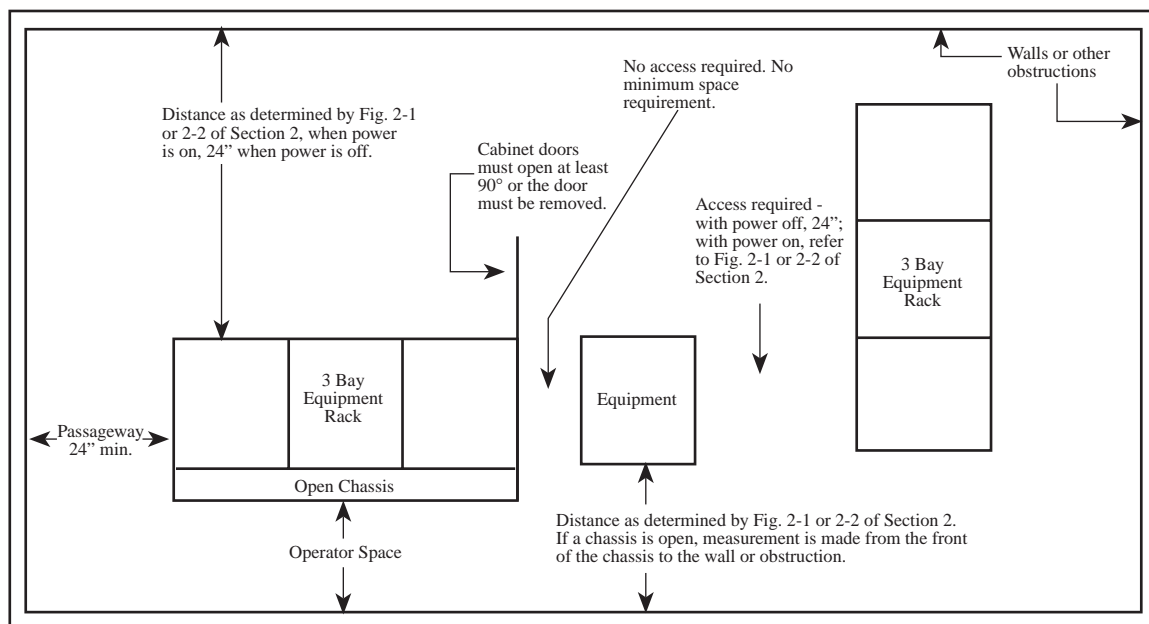 Walls or other
obstructions
No access required. No
minimum space
requirement.
Distance as determined by Fig. 2-1
or 2-2 of Section 2, when power
is on, 24” when power is off.
Cabinet doors
must open at least
90° or the door
must be removed.
Access required -
with power off, 24”;
with power on, refer
to Fig. 2-1 or 2-2 of
Section 2.
3 Bay
Equipment
Rack
3 Bay
Equipment
Rack
Equipment
Passageway
24” min.
Open Chassis
Operator Space
Distance as determined by Fig. 2-1 or 2-2 of Section 2.
If a chassis is open, measurement is made from the front
of the chassis to the wall or obstruction.